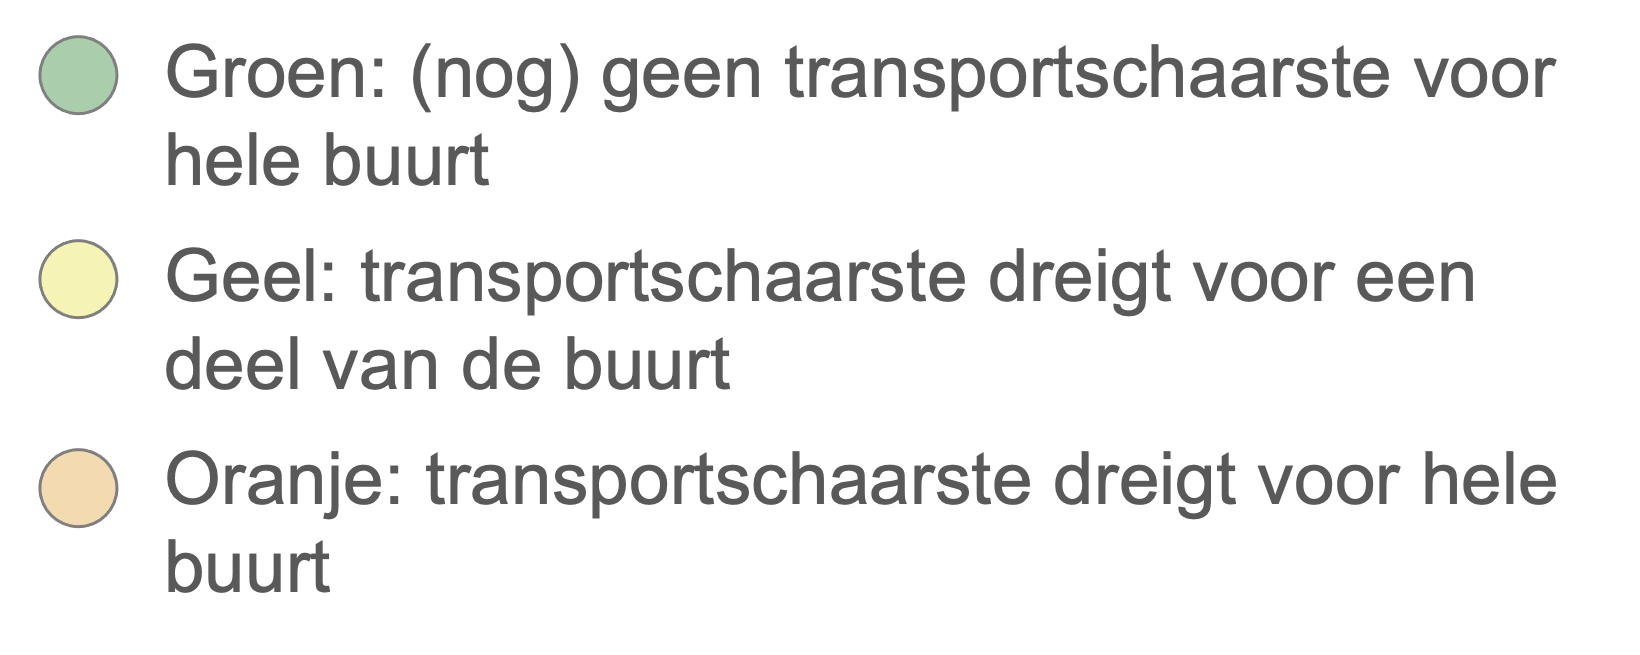 Groen: (nog) geen transportschaarste voor
hele buurt
Geel: transportschaarste dreigt voor een
deel van de buurt
Oranje: transportschaarste dreigt voor hele
buurt